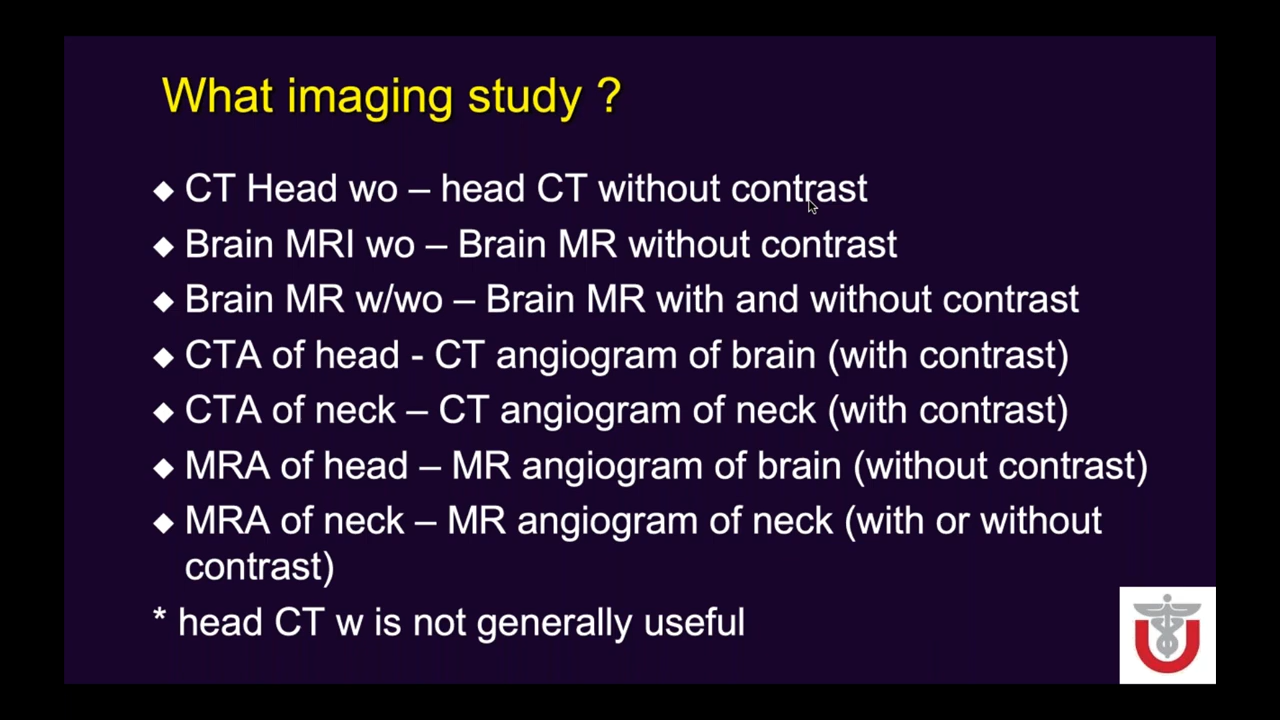 What imaging study ?
◆ CT Head wo – head CT without contrast
◆ Brain MRI wo – Brain MR without contrast
◆ Brain MR w/wo – Brain MR with and without contrast
◆ CTA of head - CT angiogram of brain (with contrast)
◆ CTA of neck – CT angiogram of neck (with contrast)
◆ MRA of head – MR angiogram of brain (without contrast)
◆ MRA of neck – MR angiogram of neck (with or without
contrast)
* head CT w is not generally useful